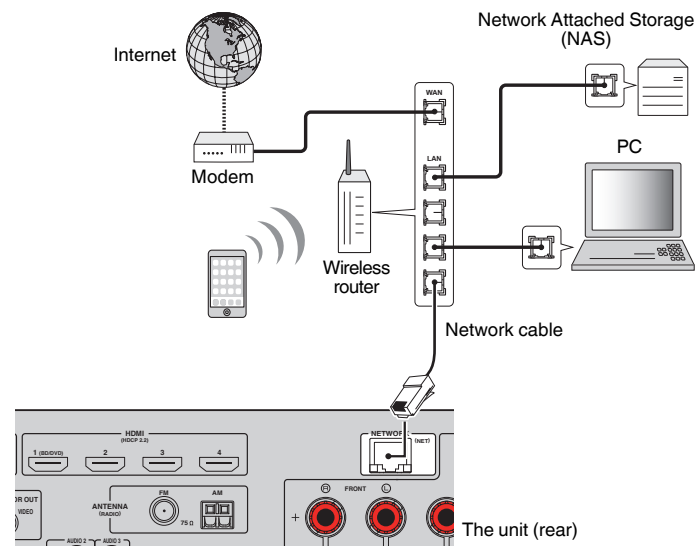 Internet
Network Attached Storage
(NAS)
WAN
PC
LAN
Modem
Wireless
router
Network cable
HDMI
(HDCP 2.2)
NETWORK
(NET)
1 (BD/DVD)
2
3
4
OR OUT
VIDEO
ANTENNA
(RADIO)
FM
75 Ω
AM
R
FRONT
L
+
The unit (rear)
AUDIO 2
AUDIO 3